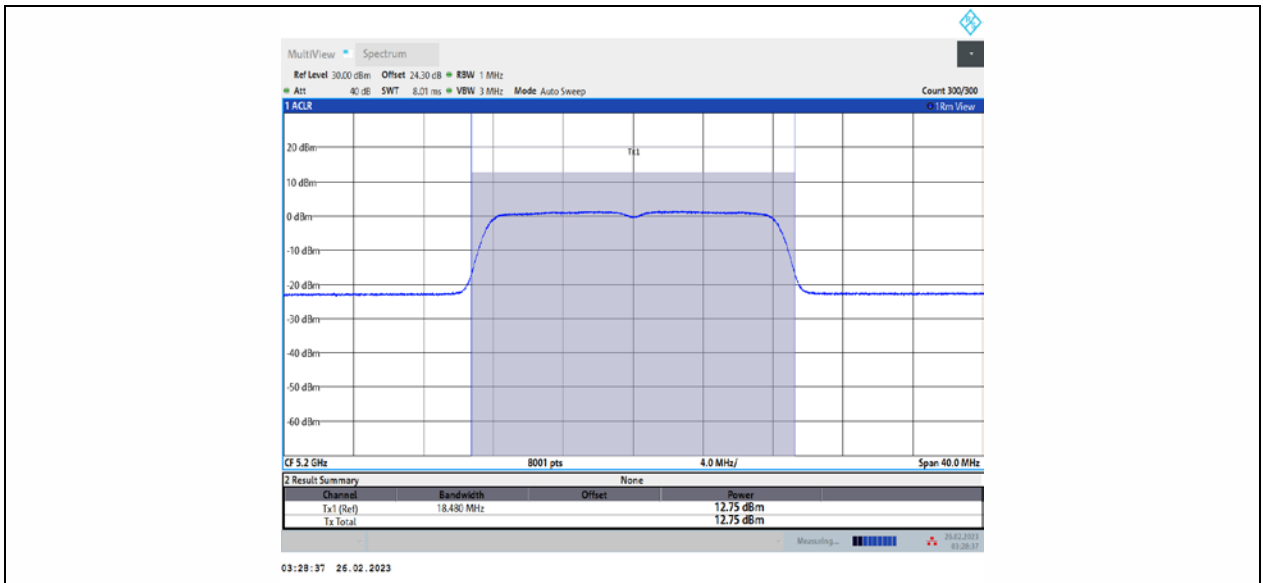 MultiView Spectrum
Ref Level 30.00 dBm Offset 24.30 dB RBW 1 MHz
Att 40 dB SWT 8.01 ms VBW 3 MHz Mode Auto Sweep Count 300/300
1 ACLR 1Rm View
Tx1
20 dBm
10 dBm
0 dBm
-10 dBm
-20 dBm
-30 dBm
-40 dBm
-50 dBm
-60 dBm
CF 5.2 GHz 8001 pts 4.0 MHz/ Span 40.0 MHz
2 Result Summary None
Channel Bandwidth Offset Power
Tx1 (Ref) 18.480 MHz 12.75 dBm
Tx Total 12.75 dBm
Measuring... 26.02.2023
03:28:37
03:28:37 26.02.2023